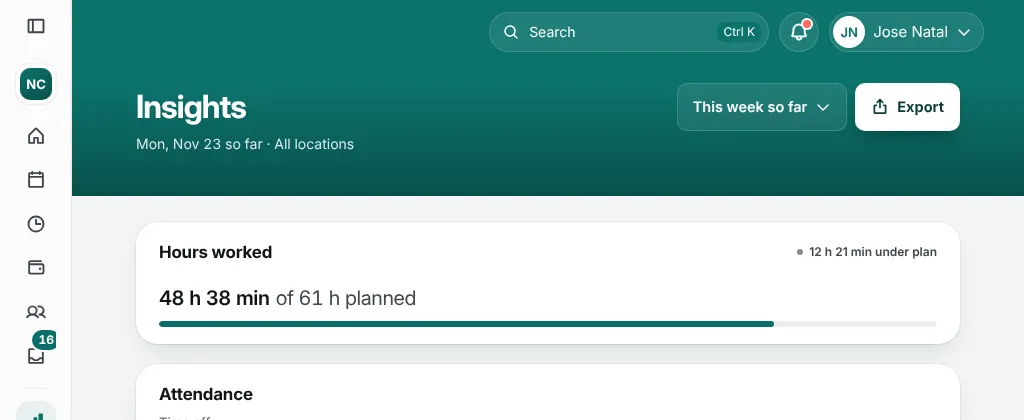 Search
Ctrl K
JN
Jose Natal
NC
Insights
This week so far
Export
Mon, Nov 23 so far · All locations
Hours worked
12 h 21 min under plan
48 h 38 min of 61 h planned
16
Attendance